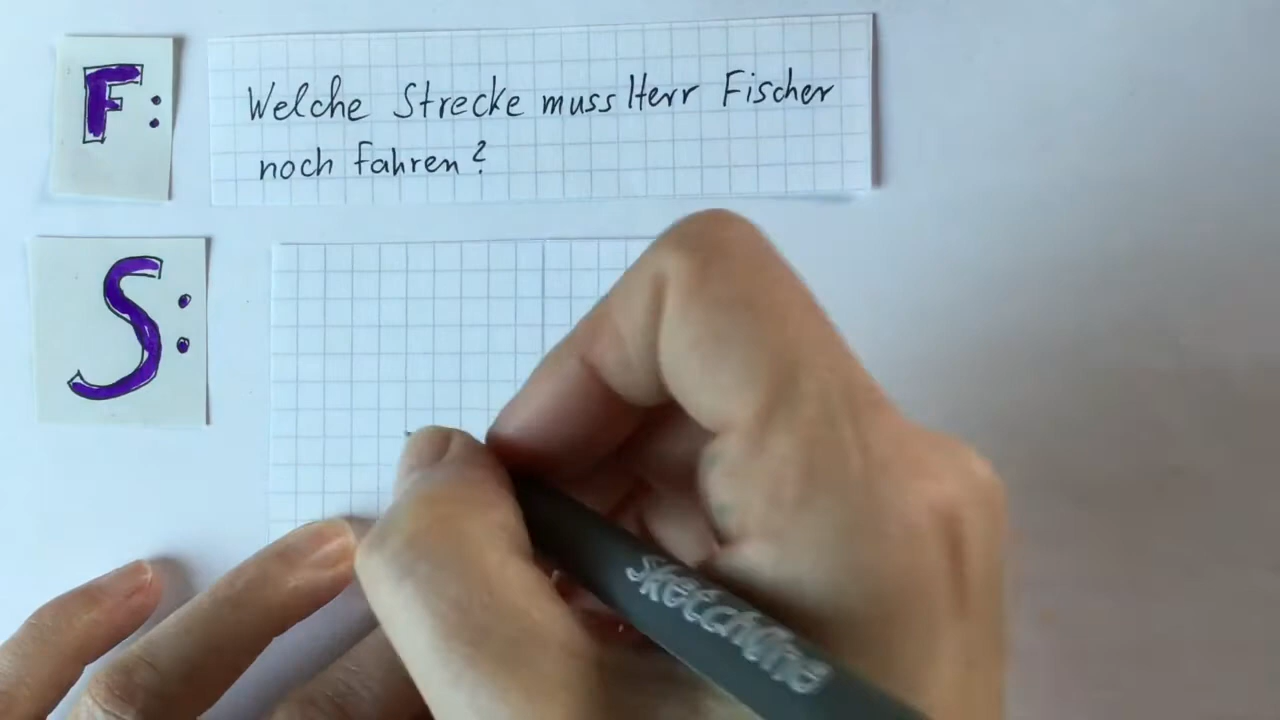 F:
Welche Strecke muss Herr Fischer
noch fahren?
S:
sketchline